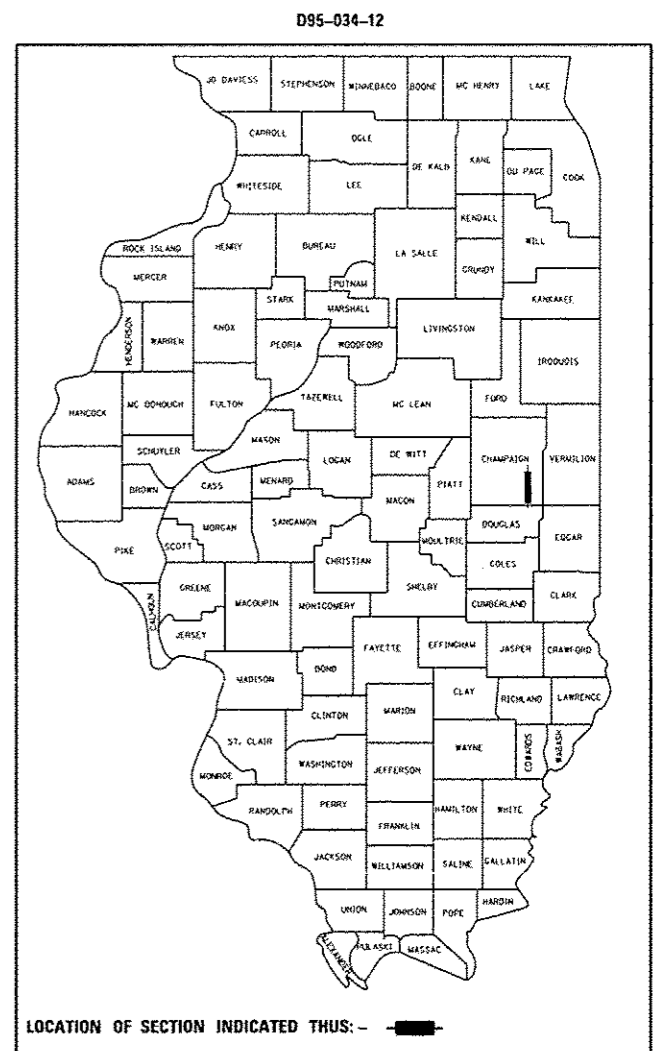 D95-034-12
JO DAVIESS STEPHENSON WINNEBAGO BOONE MC HENRY LAKE
CARROLL OGLE DE KALB KANE DU PAGE COOK
WHITESIDE LEE
KENDALL WILL
ROCK ISLAND HENRY BUREAU LA SALLE GRUNDY
MERCER PUTNAM KANKAKEE
STARK MARSHALL
HENDERSON WARREN KNOX PEORIA WOODFORD LIVINGSTON IROQUOIS
HANCOCK MC DONOUGH FULTON TAZEWELL MC LEAN FORD
MASON
SCHUYLER LOGAN DE WITT CHAMPAIGN VERMILION
ADAMS BROWN CASS MENARD MACON PIATT
MORGAN SANGAMON DOUGLAS
PIKE SCOTT CHRISTIAN MOULTRIE EDGAR
COLES
GREENE SHELBY
CALHOUN MACOUPIN MONTGOMERY CUMBERLAND CLARK
JERSEY FAYETTE EFFINGHAM JASPER CRAWFORD
MADISON BOND
CLAY RICHLAND LAWRENCE
CLINTON MARION
ST. CLAIR WAYNE EDWARDS WABASH
WASHINGTON JEFFERSON
MONROE
RANDOLPH PERRY HAMILTON WHITE
FRANKLIN
JACKSON WILLIAMSON SALINE GALLATIN
HARDIN
UNION JOHNSON POPE
ALEXANDER PULASKI MASSAC
LOCATION OF SECTION INDICATED THUS: -